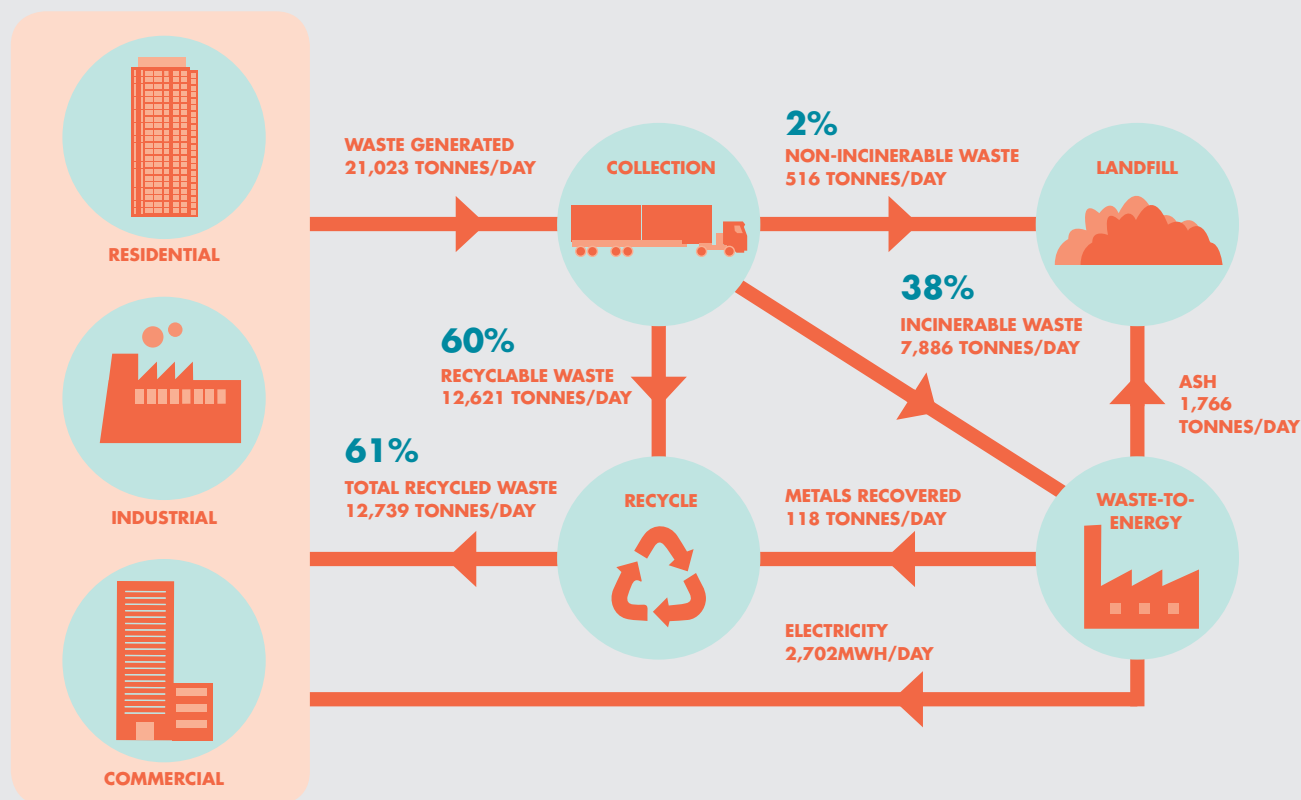 RESIDENTIAL
INDUSTRIAL
COMMERCIAL
WASTE GENERATED
21,023 TONNES/DAY
COLLECTION
2%
NON-INCINERABLE WASTE
516 TONNES/DAY
LANDFILL
38%
INCINERABLE WASTE
7,886 TONNES/DAY
60%
RECYCLABLE WASTE
12,621 TONNES/DAY
ASH
1,766
TONNES/DAY
61%
TOTAL RECYCLED WASTE
12,739 TONNES/DAY
RECYCLE
METALS RECOVERED
118 TONNES/DAY
WASTE-TO-
ENERGY
ELECTRICITY
2,702MWH/DAY